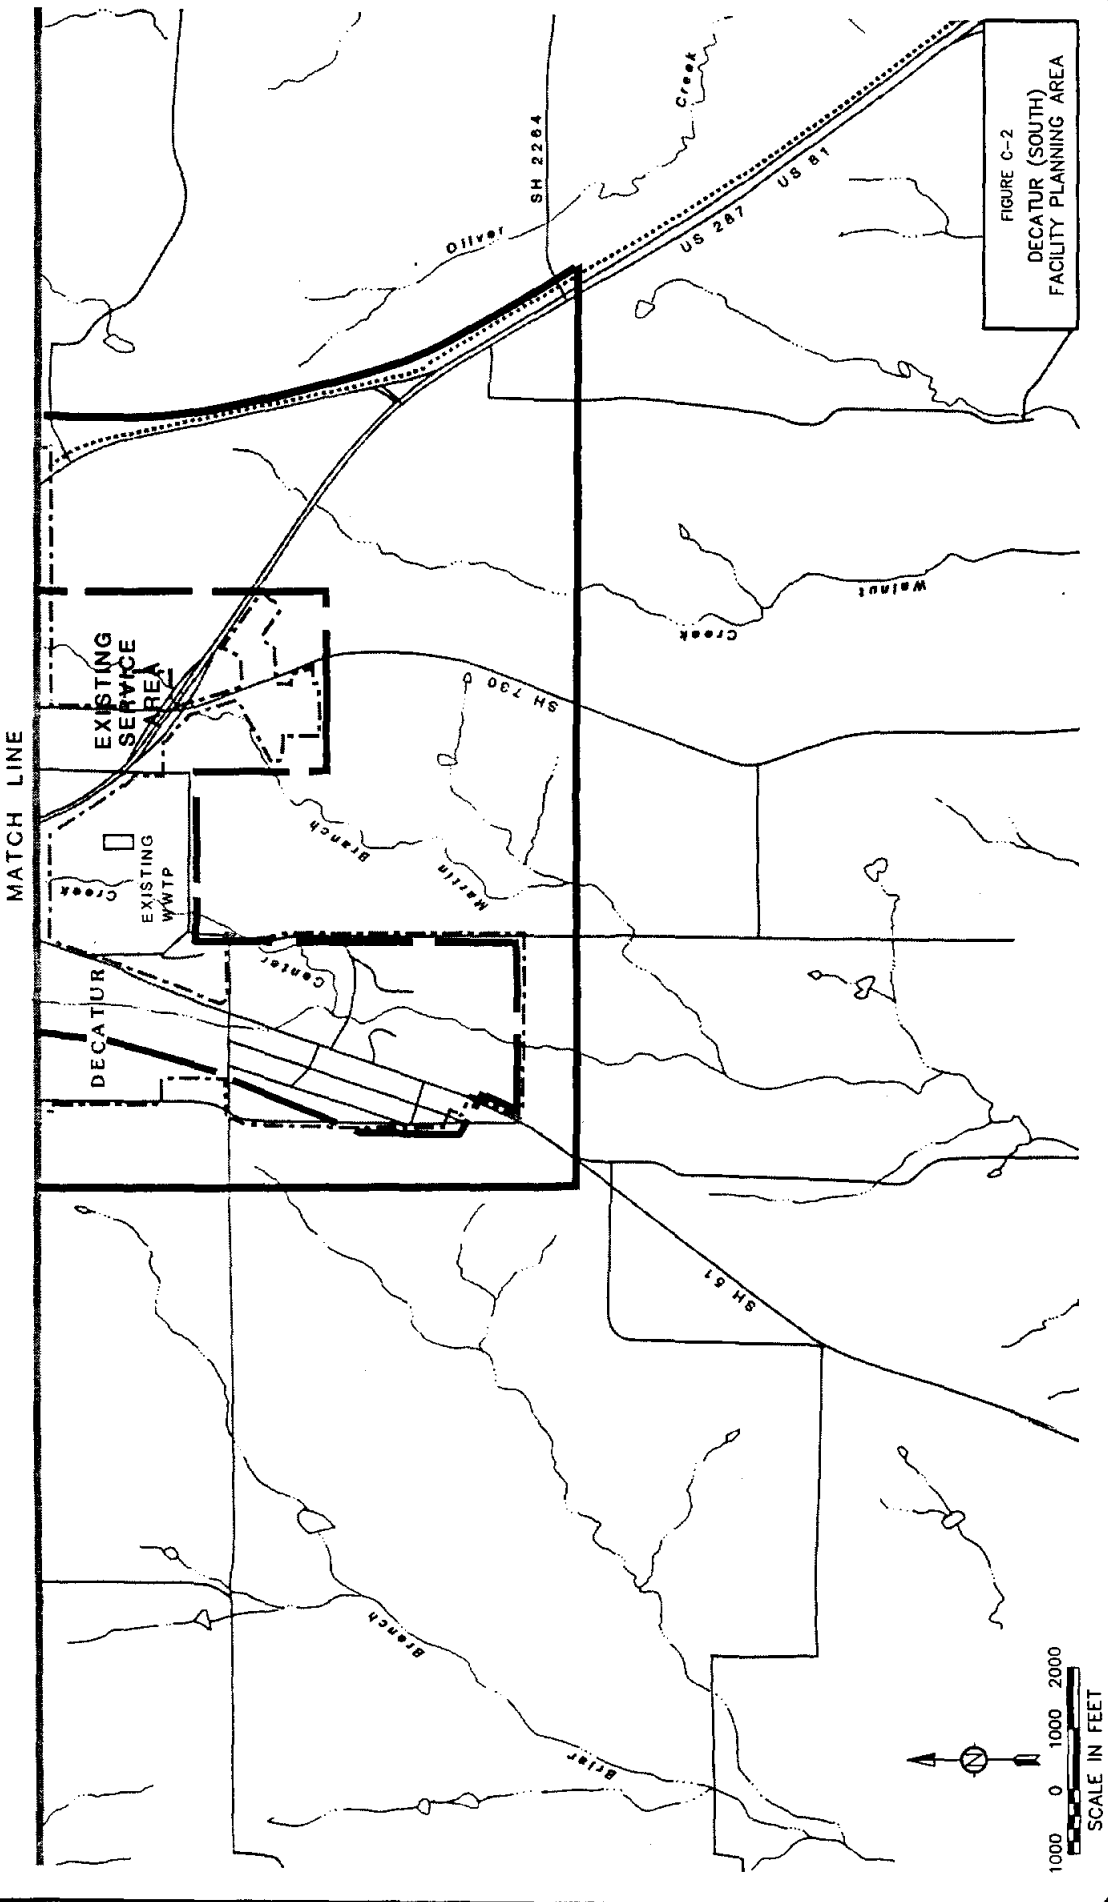 MATCH LINE
DECATUR
Creek
EXISTING
WWTP
EXISTING
SERVICE
AREA
Center
Martin
Branch
SH 730
SH 51
Briar
Branch
Walnut
Creek
Oliver
Creek
SH 2264
US 287
US 81
1000 0 1000 2000
SCALE IN FEET
N
FIGURE C-2
DECATUR (SOUTH)
FACILITY PLANNING AREA